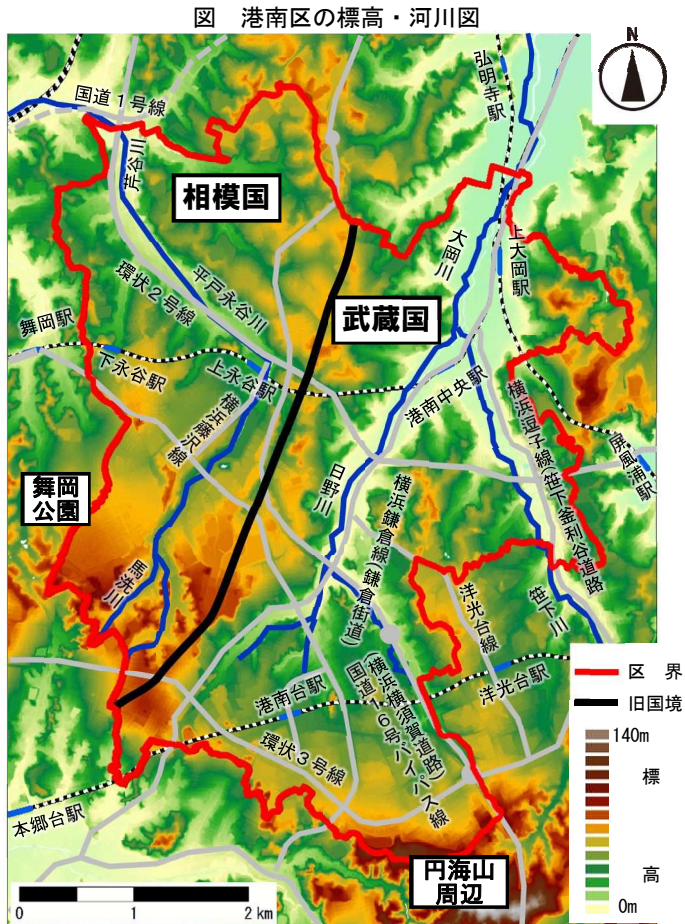 図　港南区の標高・河川図
N
国道１号線
弘明寺駅
芹谷川
相模国
大岡川
上大岡駅
環状２号線
平戸永谷川
武蔵国
舞岡駅
下永谷駅
上永谷駅
港南中央駅
横浜藤沢線
横浜逗子線(笹下釜利谷道路)
屏風浦駅
舞岡
公園
日野川
横浜鎌倉線(鎌倉街道)
馬洗川
洋光台線
笹下川
港南台駅
国道１６号バイパス線
(横浜横須賀道路)
洋光台駅
環状３号線
本郷台駅
円海山
周辺
区　界
旧国境
140m
標
高
0m
0 1 2 km